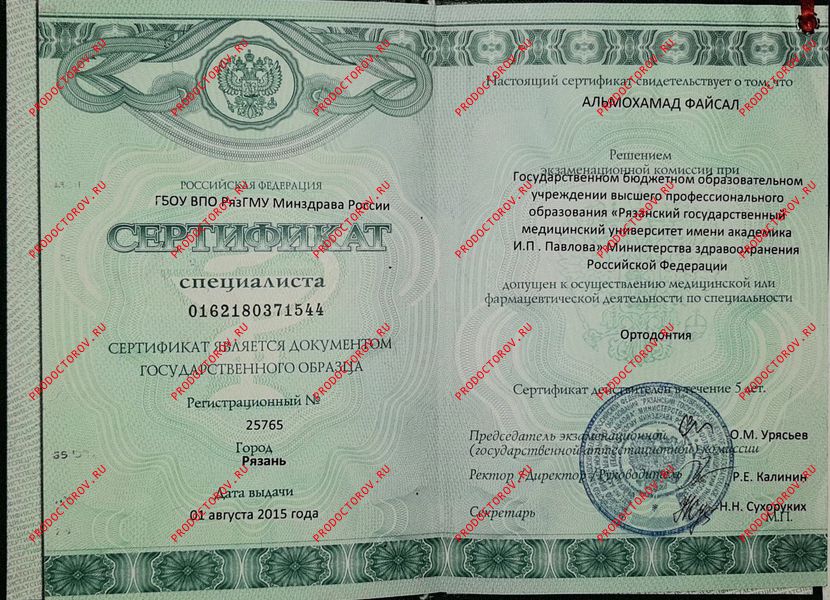 РОССИЙСКАЯ ФЕДЕРАЦИЯ
ГБОУ ВПО РязГМУ Минздрава России
СЕРТИФИКАТ
специалиста
0162180371544
СЕРТИФИКАТ ЯВЛЯЕТСЯ ДОКУМЕНТОМ
ГОСУДАРСТВЕННОГО ОБРАЗЦА
Регистрационный №
25765
Город
Рязань
Дата выдачи
01 августа 2015 года
Настоящий сертификат свидетельствует о том, что
АЛЬМОХАМАД ФАЙСАЛ
Решением
экзаменационной комиссии при
Государственном бюджетном образовательном
учреждении высшего профессионального
образования «Рязанский государственный
медицинский университет имени академика
И.П . Павлова» Министерства здравоохранения
Российской Федерации
допущен к осуществлению медицинской или
фармацевтической деятельности по специальности
Ортодонтия
Сертификат действителен в течение 5 лет.
Председатель экзаменационной О.М. Урясьев
(государственной аттестационной) комиссии
Ректор / Директор / Руководитель Р.Е. Калинин
Секретарь Н.Н. Сухоруких
М.П.
PRODOCTOROV.RU